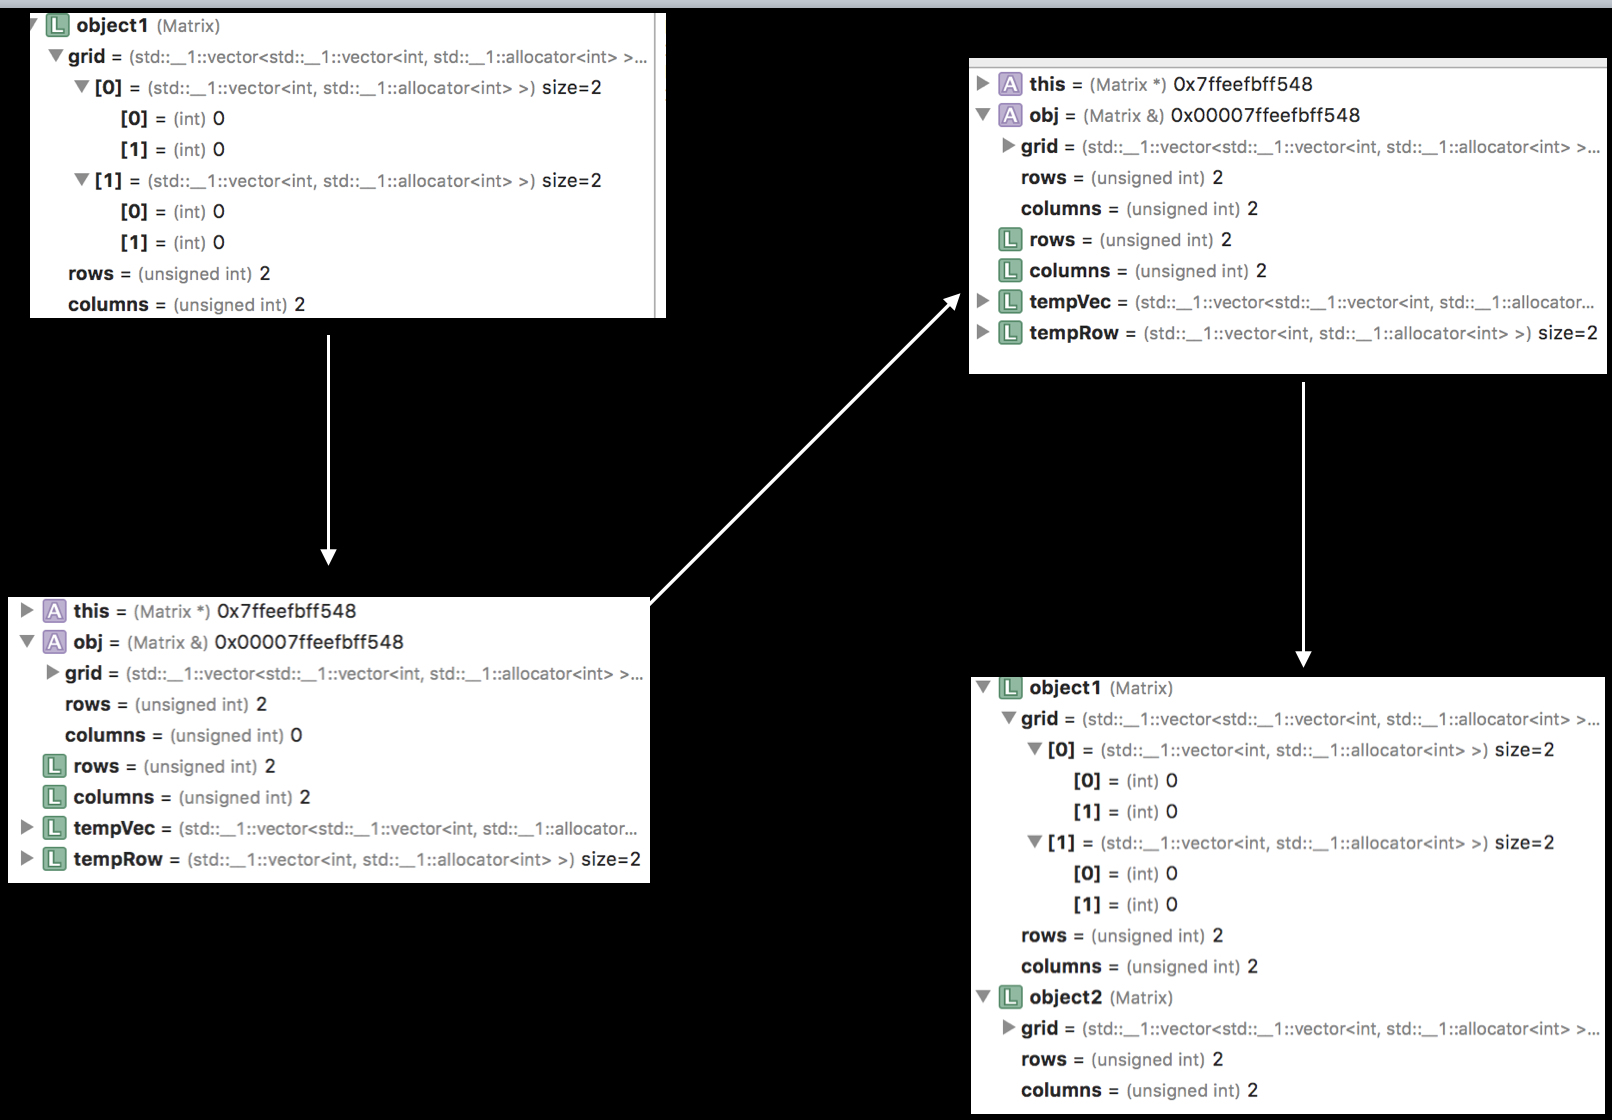 L object1 (Matrix)
grid = (std::__1::vector<std::__1::vector<int, std::__1::allocator<int> >...
[0] = (std::__1::vector<int, std::__1::allocator<int> >) size=2
[0] = (int) 0
[1] = (int) 0
[1] = (std::__1::vector<int, std::__1::allocator<int> >) size=2
[0] = (int) 0
[1] = (int) 0
rows = (unsigned int) 2
columns = (unsigned int) 2
A this = (Matrix *) 0x7ffeefbff548
A obj = (Matrix &) 0x00007ffeefbff548
grid = (std::__1::vector<std::__1::vector<int, std::__1::allocator<int> >...
rows = (unsigned int) 2
columns = (unsigned int) 0
L rows = (unsigned int) 2
L columns = (unsigned int) 2
L tempVec = (std::__1::vector<std::__1::vector<int, std::__1::allocator...
L tempRow = (std::__1::vector<int, std::__1::allocator<int> >) size=2
A this = (Matrix *) 0x7ffeefbff548
A obj = (Matrix &) 0x00007ffeefbff548
grid = (std::__1::vector<std::__1::vector<int, std::__1::allocator<int> >...
rows = (unsigned int) 2
columns = (unsigned int) 2
L rows = (unsigned int) 2
L columns = (unsigned int) 2
L tempVec = (std::__1::vector<std::__1::vector<int, std::__1::allocator...
L tempRow = (std::__1::vector<int, std::__1::allocator<int> >) size=2
L object1 (Matrix)
grid = (std::__1::vector<std::__1::vector<int, std::__1::allocator<int> >...
[0] = (std::__1::vector<int, std::__1::allocator<int> >) size=2
[0] = (int) 0
[1] = (int) 0
[1] = (std::__1::vector<int, std::__1::allocator<int> >) size=2
[0] = (int) 0
[1] = (int) 0
rows = (unsigned int) 2
columns = (unsigned int) 2
L object2 (Matrix)
grid = (std::__1::vector<std::__1::vector<int, std::__1::allocator<int> >...
rows = (unsigned int) 2
columns = (unsigned int) 2